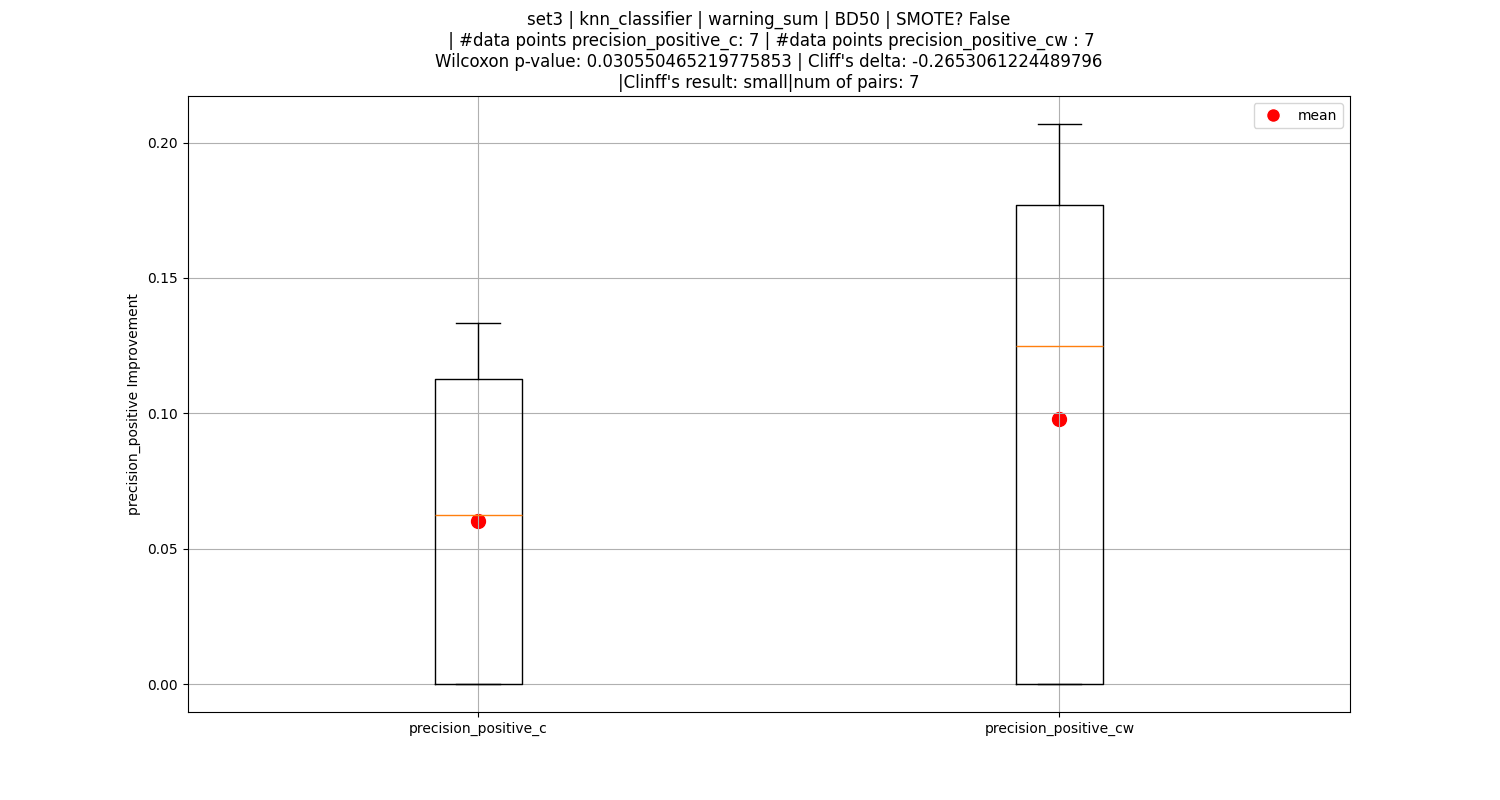 set3 | knn_classifier | warning_sum | BD50 | SMOTE? False
| #data points precision_positive_c: 7 | #data points precision_positive_cw : 7
Wilcoxon p-value: 0.030550465219775853 | Cliff's delta: -0.2653061224489796
|Clinff's result: small|num of pairs: 7
mean
0.20
0.15
0.10
0.05
0.00
precision_positive Improvement
precision_positive_c
precision_positive_cw